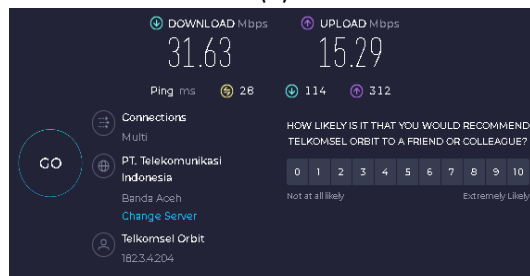 DOWNLOAD Mbps
31.63
UPLOAD Mbps
15.29
Ping ms 28 114 312
GO
Connections
Multi
PT. Telekomunikasi
Indonesia
Banda Aceh
Change Server
Telkomsel Orbit
182.3.42.04
HOW LIKELY IS IT THAT YOU WOULD RECOMMEND
TELKOMSEL ORBIT TO A FRIEND OR COLLEAGUE?
0 1 2 3 4 5 6 7 8 9 10
Not at all likely
Extremely Likely